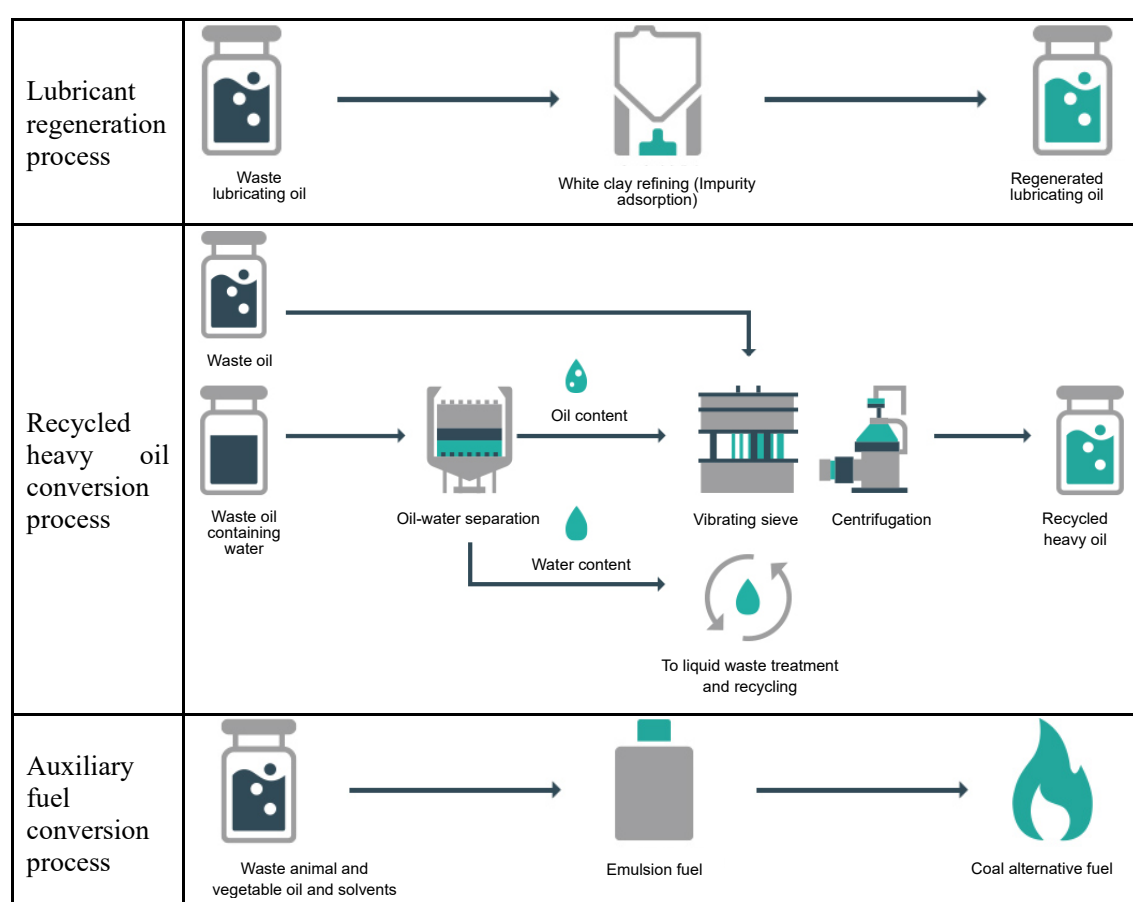 Lubricant
regeneration
process
Waste
lubricating oil
White clay refining (Impurity
adsorption)
Regenerated
lubricating oil
Recycled
heavy oil
conversion
process
Waste oil
Oil content
Waste oil
containing
water
Oil-water separation
Water content
Vibrating sieve
Centrifugation
Recycled
heavy oil
To liquid waste treatment
and recycling
Auxiliary
fuel
conversion
process
Waste animal and
vegetable oil and solvents
Emulsion fuel
Coal alternative fuel